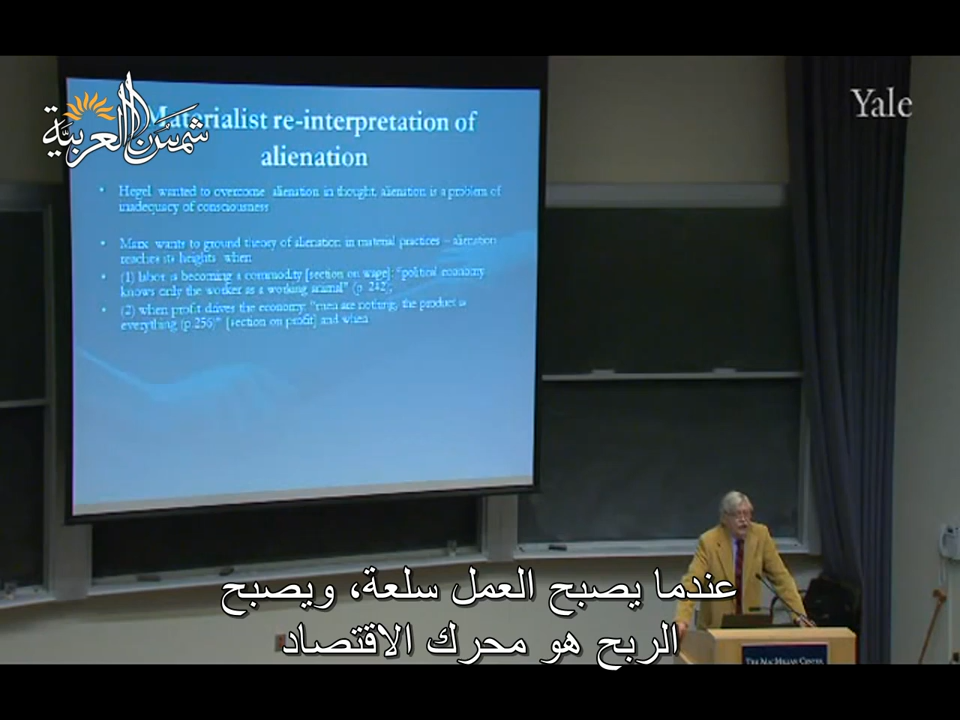 Yale
شمس العربية
Materialist re-interpretation of
alienation
• Hegel wanted to overcome alienation in thought, alienation is a problem of
inadequacy of consciousness
• Marx wants to ground theory of alienation in material practices – alienation
reaches its heights when
• (1) labor is becoming a commodity [section on wage]: "political economy
knows only the worker as a working animal" (p. 242);
• (2) when profit drives the economy: "men are nothing, the product is
everything (p.256)" [section on profit] and when
عندما يصبح العمل سلعة، ويصبح
الربح هو محرك الاقتصاد
THE MACMILLAN CENTER